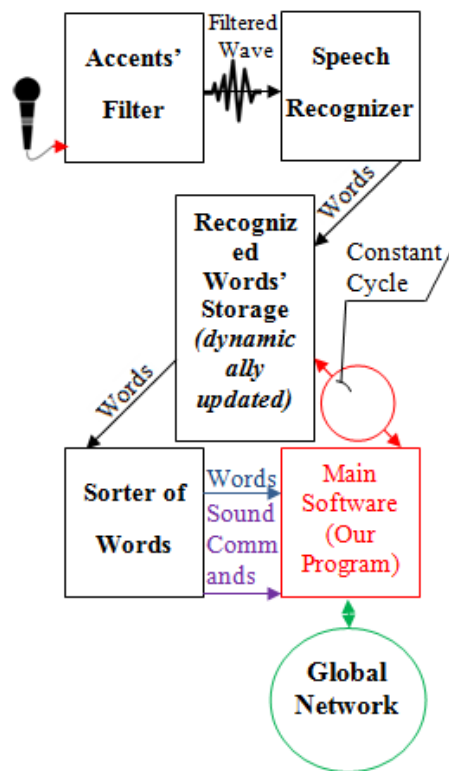 Accents’
Filter
Filtered
Wave
Speech
Recognizer
Words
Recogniz
ed
Words’
Storage
(dynamic
ally
updated)
Constant
Cycle
Words
Sorter of
Words
Words
Sound
Comm
ands
Main
Software
(Our
Program)
Global
Network